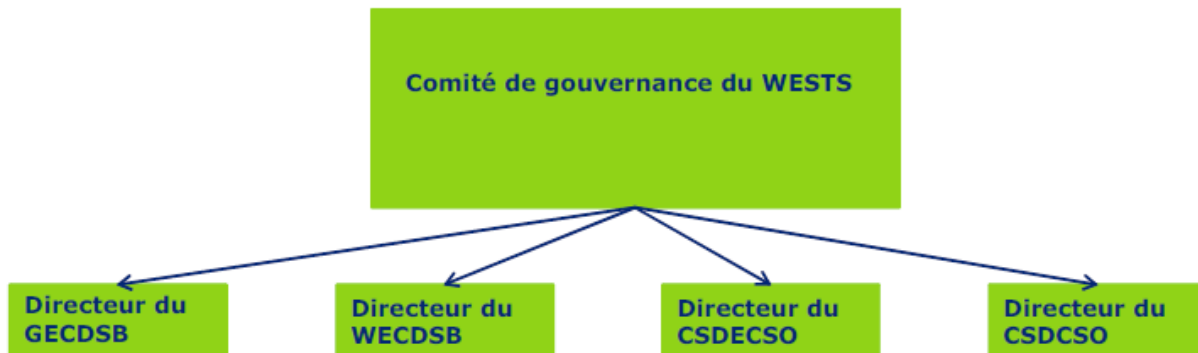 Comité de gouvernance du WESTS
Directeur du
GECDSB
Directeur du
WECDSB
Directeur du
CSDECSO
Directeur du
CSDCSO